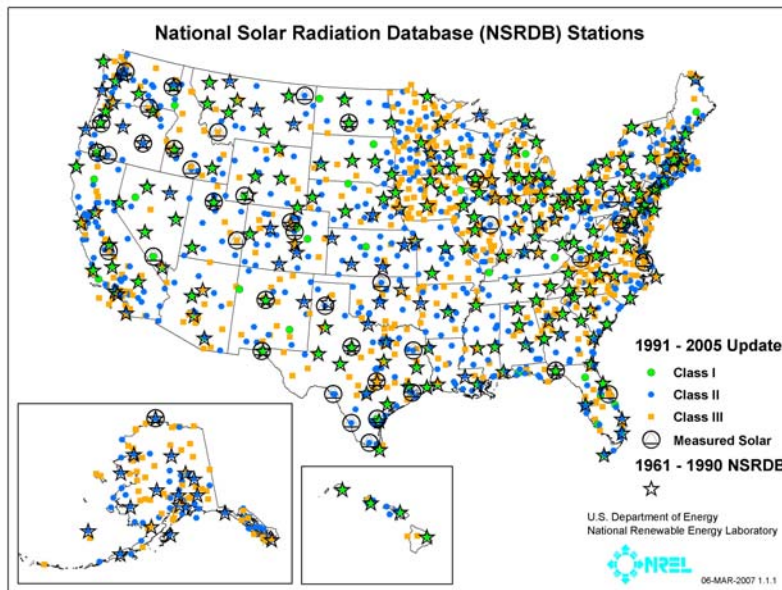 National Solar Radiation Database (NSRDB) Stations
1991 - 2005 Update
Class I
Class II
Class III
Measured Solar
1961 - 1990 NSRDB
U.S. Department of Energy
National Renewable Energy Laboratory
NREL
06-MAR-2007 1.1.1